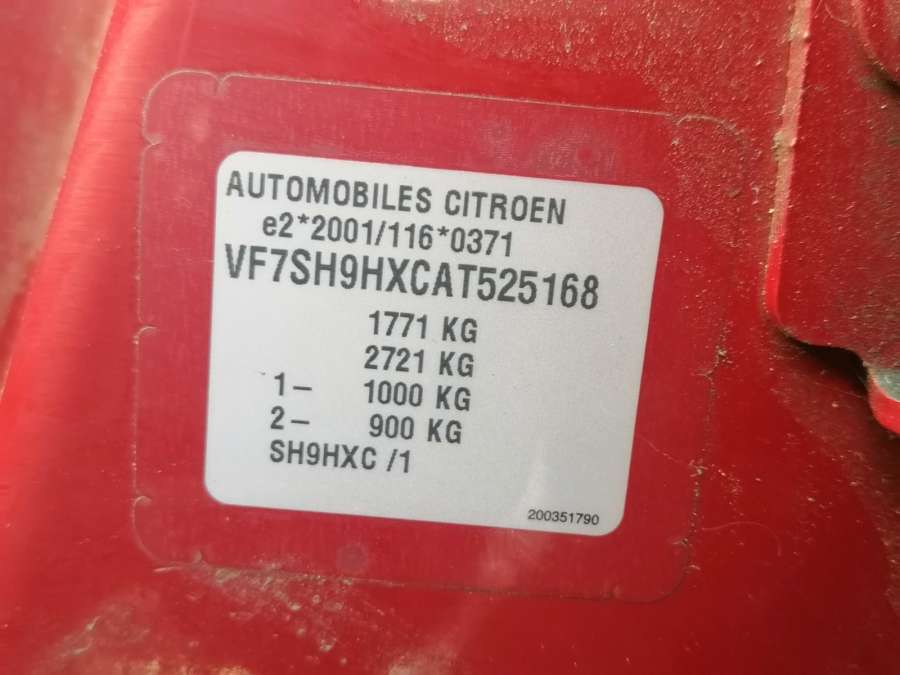 AUTOMOBILES CITROEN
e2*2001/116*0371
VF7SH9HXCAT525168
1771 KG
2721 KG
1- 1000 KG
2- 900 KG
SH9HXC /1
200351790